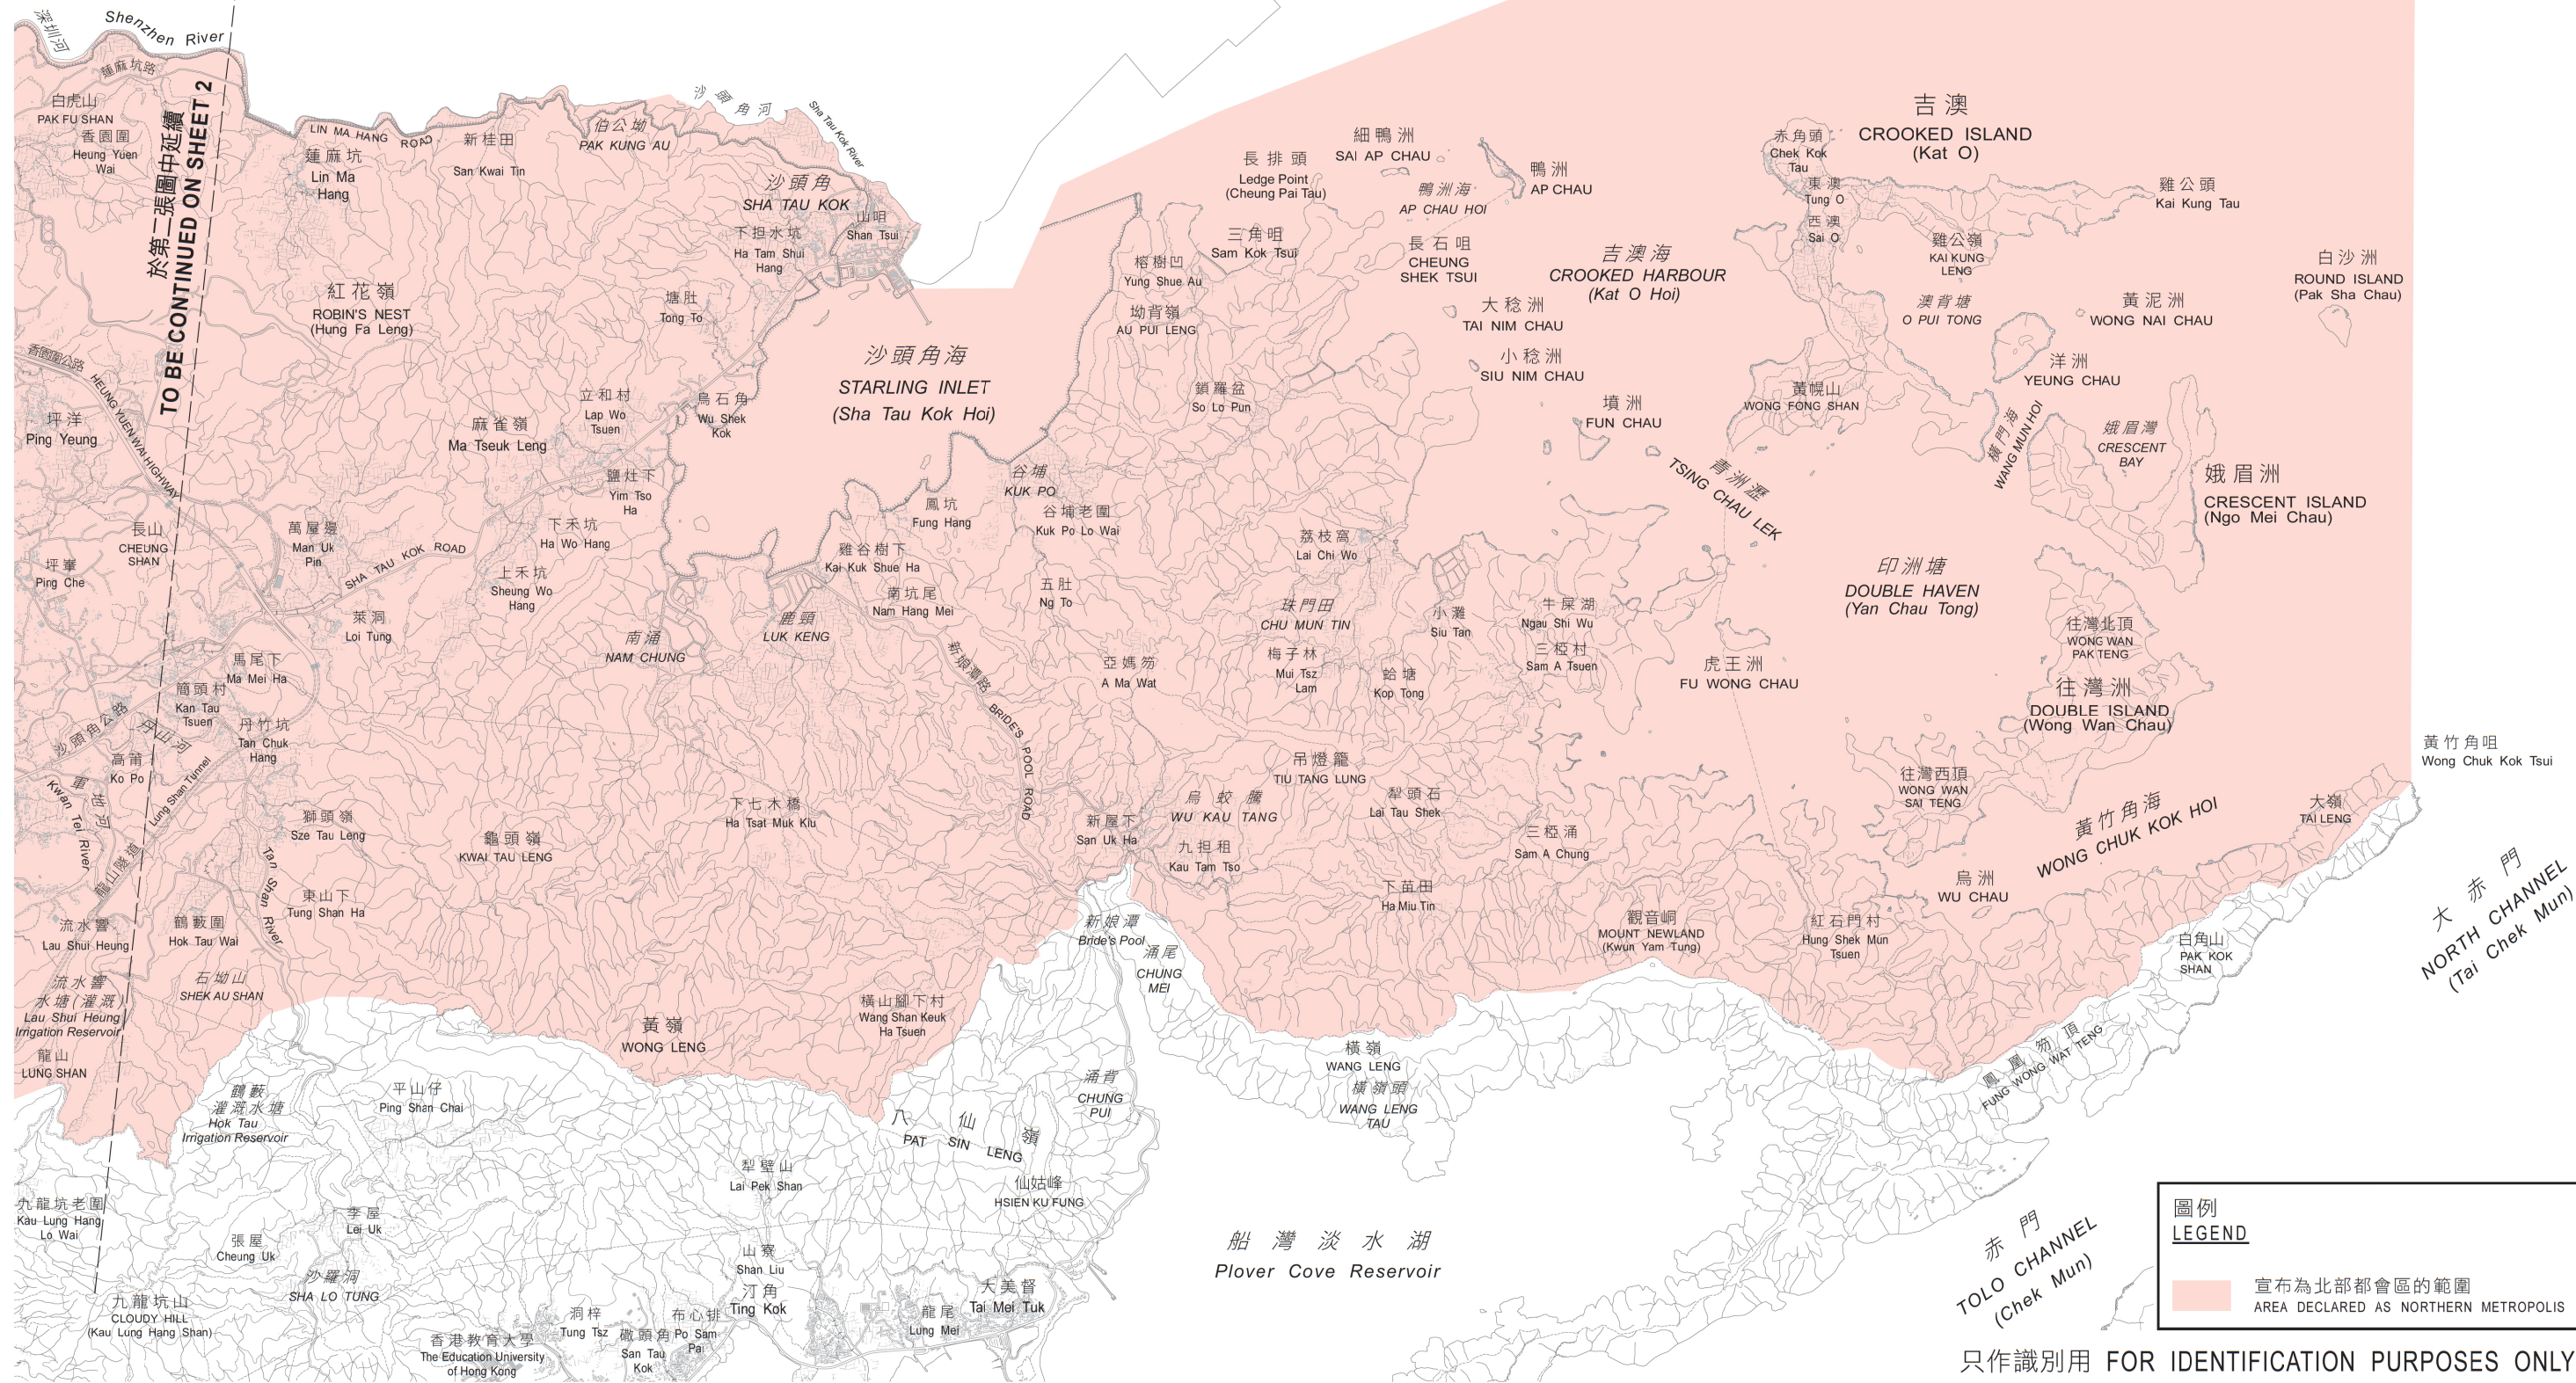 深圳河
Shenzhen River
蓮麻坑路
白虎山
PAK FU SHAN
香園圍
Heung Yuen
Wai
於第二張圖中延續
TO BE CONTINUED ON SHEET 2
LIN MA HANG ROAD
蓮麻坑
Lin Ma
Hang
新桂田
San Kwai Tin
伯公坳
PAK KUNG AU
沙頭角河
Sha Tau Kok River
沙頭角
SHA TAU KOK
山咀
Shan Tsui
下担水坑
Ha Tam Shui
Hang
紅花嶺
ROBIN'S NEST
(Hung Fa Leng)
塘肚
Tong To
香園圍公路
HEUNG YUEN WAI HIGHWAY
坪洋
Ping Yeung
立和村
Lap Wo
Tsuen
烏石角
Wu Shek
Kok
麻雀嶺
Ma Tseuk Leng
鹽灶下
Yim Tso
Ha
沙頭角海
STARLING INLET
(Sha Tau Kok Hoi)
長山
CHEUNG
SHAN
萬屋邊
Man Uk
Pin
SHA TAU KOK ROAD
下禾坑
Ha Wo Hang
上禾坑
Sheung Wo
Hang
坪輋
Ping Che
萊洞
Loi Tung
馬尾下
Ma Mei Ha
簡頭村
Kan Tau
Tsuen
丹竹坑
Tan Chuk
Hang
沙頭角公路
丹山河
高莆
Ko Po
軍地河
Kwan Tei River
Lung Shan Tunnel
龍山隧道
Tan Shan River
獅頭嶺
Sze Tau Leng
龜頭嶺
KWAI TAU LENG
下七木橋
Ha Tsat Muk Kiu
東山下
Tung Shan Ha
流水響
Lau Shui Heung
鶴藪圍
Hok Tau Wai
流水響
水塘(灌溉)
Lau Shui Heung
Irrigation Reservoir
石坳山
SHEK AU SHAN
龍山
LUNG SHAN
黃嶺
WONG LENG
橫山腳下村
Wang Shan Keuk
Ha Tsuen
鶴藪
灌溉水塘
Hok Tau
Irrigation Reservoir
平山仔
Ping Shan Chai
九龍坑老圍
Kau Lung Hang
Lo Wai
李屋
Lei Uk
張屋
Cheung Uk
沙羅洞
SHA LO TUNG
九龍坑山
CLOUDY HILL
(Kau Lung Hang Shan)
香港教育大學
The Education University
of Hong Kong
洞梓
Tung Tsz
䃟頭角
San Tau
Kok
布心排
Po Sam
Pai
犁壁山
Lai Pek Shan
山寮
Shan Liu
汀角
Ting Kok
龍尾
Lung Mei
大美督
Tai Mei Tuk
八仙嶺
PAT SIN LENG
仙姑峰
HSIEN KU FUNG
涌背
CHUNG
PUI
涌尾
CHUNG
MEI
新娘潭
Bride's Pool
船灣淡水湖
Plover Cove Reservoir
南涌
NAM CHUNG
鹿頭
LUK KENG
雞谷樹下
Kai Kuk Shue Ha
南坑尾
Nam Hang Mei
鳳坑
Fung Hang
谷埔
KUK PO
谷埔老圍
Kuk Po Lo Wai
五肚
Ng To
新娘潭路
BRIDE'S POOL ROAD
亞媽笏
A Ma Wat
新屋下
San Uk Ha
烏蛟騰
WU KAU TANG
九担租
Kau Tam Tso
榕樹凹
Yung Shue Au
坳背嶺
AU PUI LENG
三角咀
Sam Kok Tsui
長排頭
Ledge Point
(Cheung Pai Tau)
鎖羅盆
So Lo Pun
細鴨洲
SAI AP CHAU
鴨洲
AP CHAU
鴨洲海
AP CHAU HOI
長石咀
CHEUNG
SHEK TSUI
大稔洲
TAI NIM CHAU
小稔洲
SIU NIM CHAU
墳洲
FUN CHAU
吉澳海
CROOKED HARBOUR
(Kat O Hoi)
吉澳
CROOKED ISLAND
(Kat O)
赤角頭
Chek Kok
Tau
東澳
Tung O
西澳
Sai O
雞公頭
Kai Kung Tau
雞公嶺
KAI KUNG
LENG
澳背塘
O PUI TONG
黃幌山
WONG FONG SHAN
黃泥洲
WONG NAI CHAU
洋洲
YEUNG CHAU
白沙洲
ROUND ISLAND
(Pak Sha Chau)
橫門海
WANG MUN HOI
娥眉灣
CRESCENT
BAY
娥眉洲
CRESCENT ISLAND
(Ngo Mei Chau)
青洲瀝
TSING CHAU LEK
印洲塘
DOUBLE HAVEN
(Yan Chau Tong)
荔枝窩
Lai Chi Wo
珠門田
CHU MUN TIN
梅子林
Mui Tsz
Lam
蛤塘
Kop Tong
小灘
Siu Tan
牛屎湖
Ngau Shi Wu
三椏村
Sam A Tsuen
虎王洲
FU WONG CHAU
往灣北頂
WONG WAN
PAK TENG
往灣洲
DOUBLE ISLAND
(Wong Wan Chau)
往灣西頂
WONG WAN
SAI TENG
吊燈籠
TIU TANG LUNG
犁頭石
Lai Tau Shek
三椏涌
Sam A Chung
下苗田
Ha Miu Tin
觀音峒
MOUNT NEWLAND
(Kwun Yam Tung)
紅石門村
Hung Shek Mun
Tsuen
烏洲
WU CHAU
黃竹角海
WONG CHUK KOK HOI
黃竹角咀
Wong Chuk Kok Tsui
大嶺
TAI LENG
白角山
PAK KOK
SHAN
鳳凰笏頂
FUNG WONG WAT TENG
橫嶺
WANG LENG
橫嶺頭
WANG LENG
TAU
大赤門
NORTH CHANNEL
(Tai Chek Mun)
赤門
TOLO CHANNEL
(Chek Mun)
圖例
LEGEND
宣布為北部都會區的範圍
AREA DECLARED AS NORTHERN METROPOLIS
只作識別用 FOR IDENTIFICATION PURPOSES ONLY